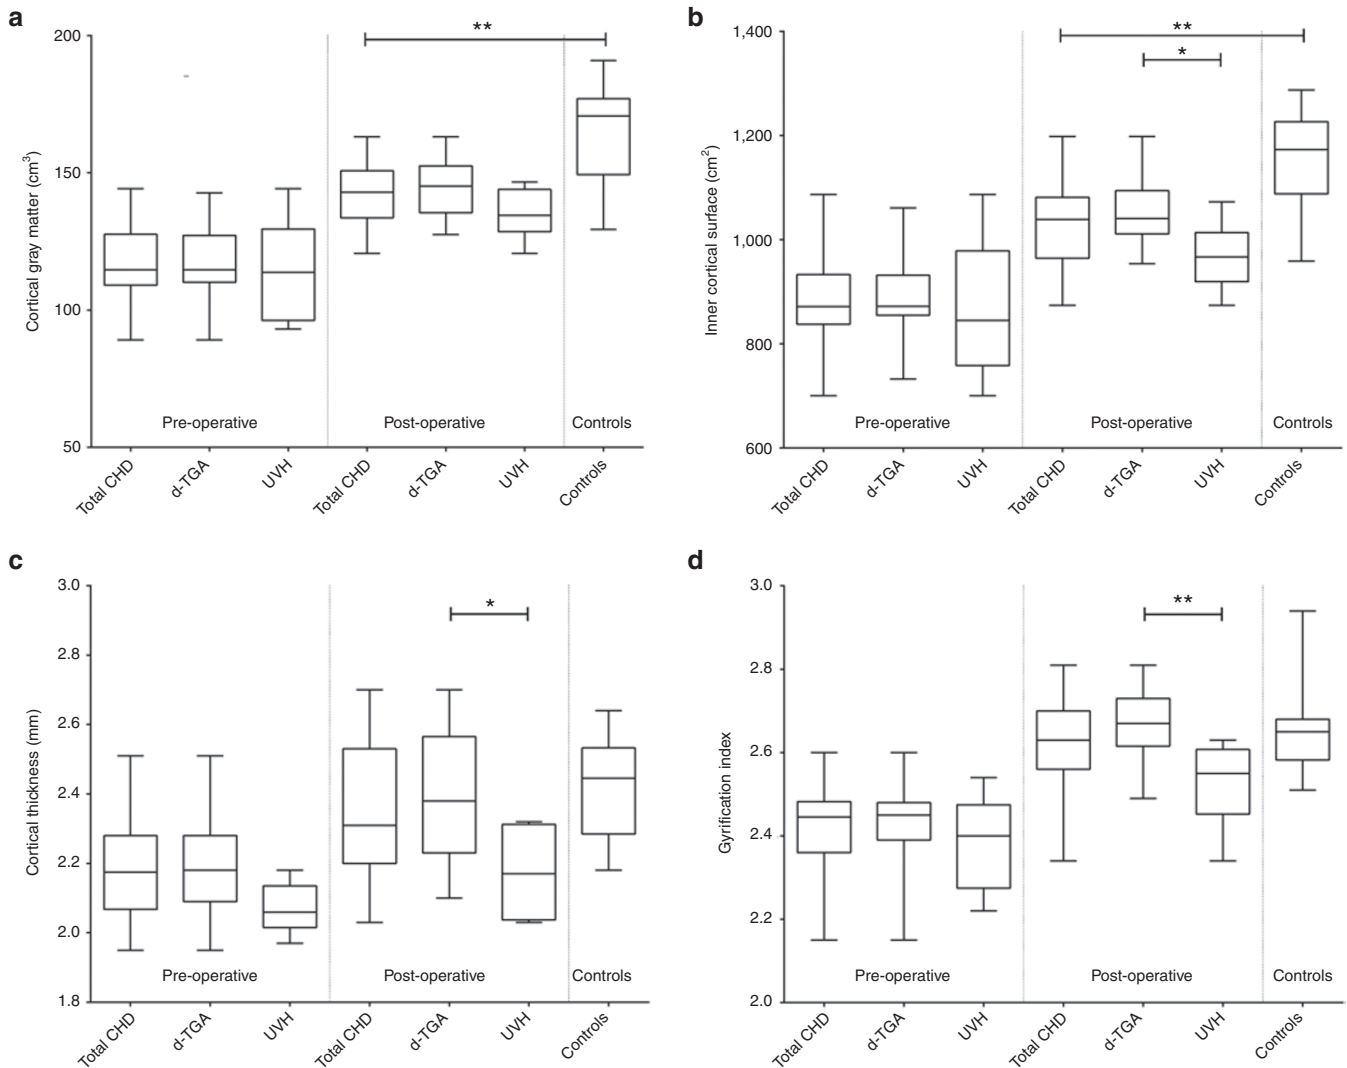 a
**
200
150
100
50
Cortical gray matter (cm³)
Pre-operative
Post-operative
Controls
Total CHD
d-TGA
UVH
Total CHD
d-TGA
UVH
Controls
b
**
*
1,400
1,200
1,000
800
600
Inner cortical surface (cm²)
Pre-operative
Post-operative
Controls
Total CHD
d-TGA
UVH
Total CHD
d-TGA
UVH
Controls
c
*
3.0
2.8
2.6
2.4
2.2
2.0
1.8
Cortical thickness (mm)
Pre-operative
Post-operative
Controls
Total CHD
d-TGA
UVH
Total CHD
d-TGA
UVH
Controls
d
**
3.0
2.8
2.6
2.4
2.2
2.0
Gyrification index
Pre-operative
Post-operative
Controls
Total CHD
d-TGA
UVH
Total CHD
d-TGA
UVH
Controls